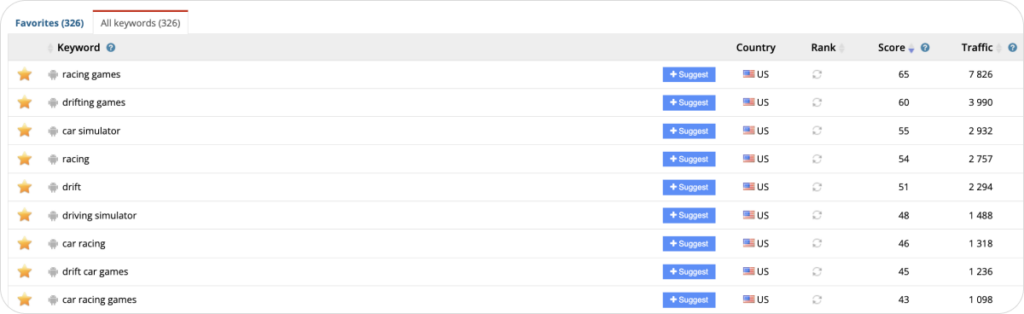 Favorites (326) All keywords (326)
Keyword ? Country Rank Score ? Traffic ?
racing games + Suggest US 65 7 826
drifting games + Suggest US 60 3 990
car simulator + Suggest US 55 2 932
racing + Suggest US 54 2 757
drift + Suggest US 51 2 294
driving simulator + Suggest US 48 1 488
car racing + Suggest US 46 1 318
drift car games + Suggest US 45 1 236
car racing games + Suggest US 43 1 098